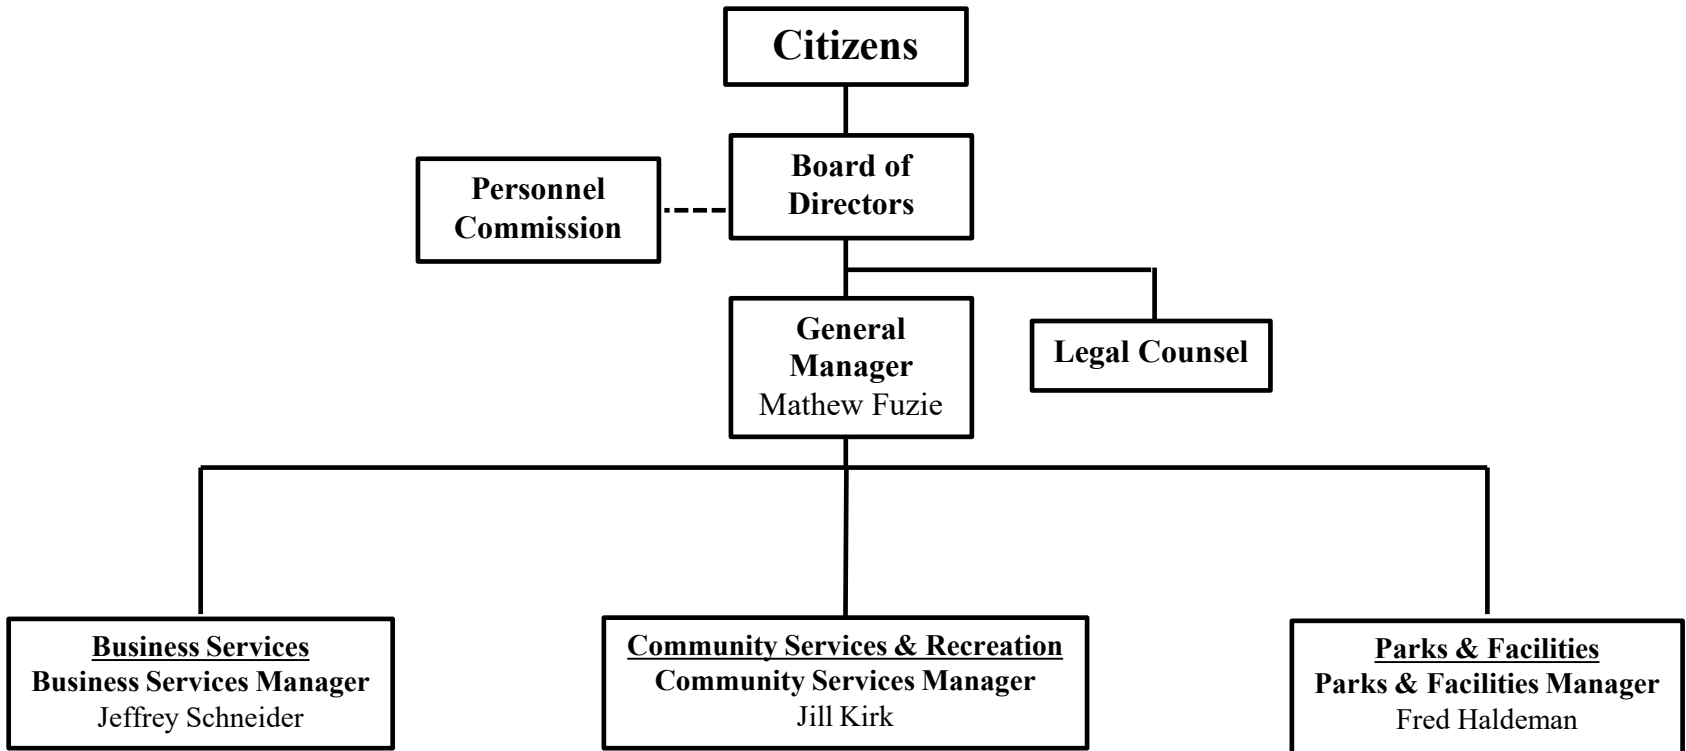 Citizens
Board of
Directors
Personnel
Commission
General
Manager
Mathew Fuzie
Legal Counsel
Business Services
Business Services Manager
Jeffrey Schneider
Community Services & Recreation
Community Services Manager
Jill Kirk
Parks & Facilities
Parks & Facilities Manager
Fred Haldeman